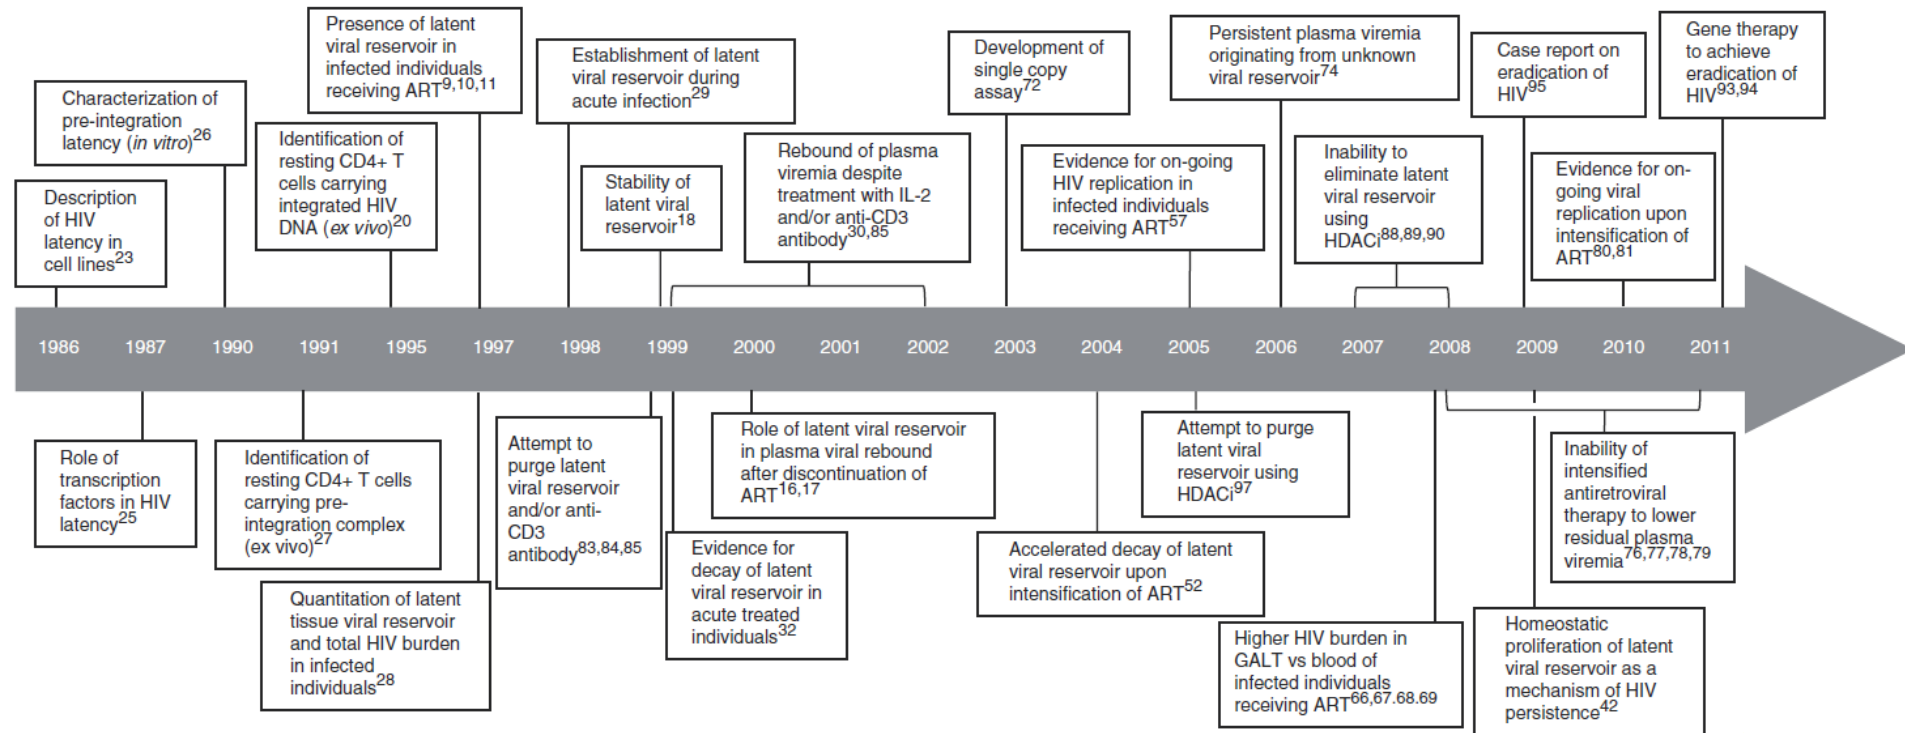 Presence of latent
viral reservoir in
infected individuals
receiving ART9,10,11
Establishment of latent
viral reservoir during
acute infection29
Development of
single copy
assay72
Persistent plasma viremia
originating from unknown
viral reservoir74
Case report on
eradication of
HIV95
Gene therapy
to achieve
eradication of
HIV93,94
Characterization of
pre-integration
latency (in vitro)26
Identification of
resting CD4+ T
cells carrying
integrated HIV
DNA (ex vivo)20
Rebound of plasma
viremia despite
treatment with IL-2
and/or anti-CD3
antibody30,85
Evidence for on-going
HIV replication in
infected individuals
receiving ART57
Inability to
eliminate latent
viral reservoir
using
HDACi88,89,90
Evidence for on-
going viral
replication upon
intensification of
ART80,81
Description
of HIV
latency in
cell lines23
Stability of
latent viral
reservoir18
1986 1987 1990 1991 1995 1997 1998 1999 2000 2001 2002 2003 2004 2005 2006 2007 2008 2009 2010 2011
Role of
transcription
factors in HIV
latency25
Identification of
resting CD4+ T cells
carrying pre-
integration complex
(ex vivo)27
Quantitation of latent
tissue viral reservoir
and total HIV burden
in infected
individuals28
Attempt to
purge latent
viral reservoir
and/or anti-
CD3
antibody83,84,85
Evidence for
decay of latent
viral reservoir in
acute treated
individuals32
Role of latent viral reservoir
in plasma viral rebound
after discontinuation of
ART16,17
Accelerated decay of latent
viral reservoir upon
intensification of ART52
Attempt to purge
latent viral
reservoir using
HDACi97
Higher HIV burden in
GALT vs blood of
infected individuals
receiving ART66,67.68.69
Inability of
intensified
antiretroviral
therapy to lower
residual plasma
viremia76,77,78,79
Homeostatic
proliferation of latent
viral reservoir as a
mechanism of HIV
persistence42